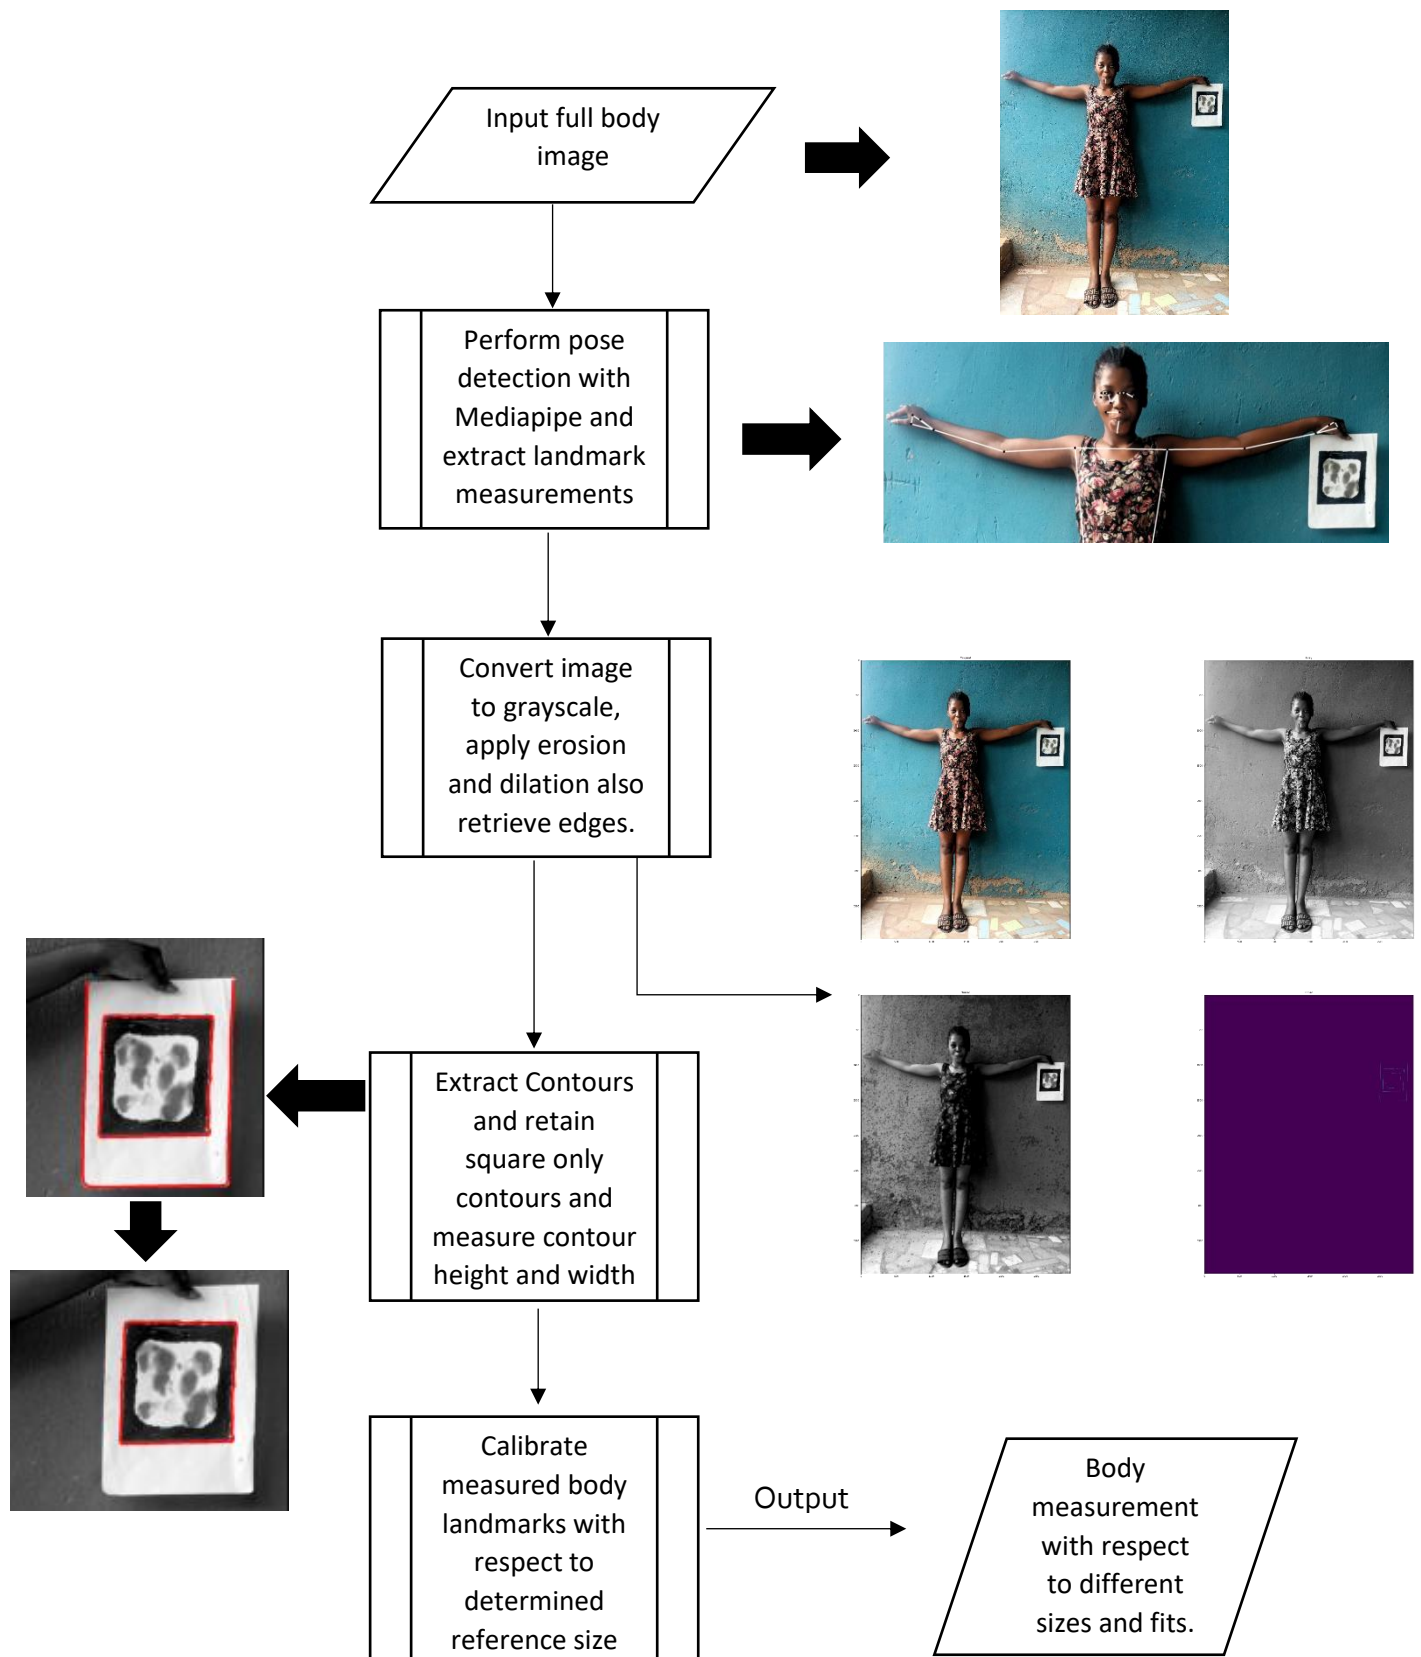 Input full body
image
Perform pose
detection with
Mediapipe and
extract landmark
measurements
Convert image
to grayscale,
apply erosion
and dilation also
retrieve edges.
Extract Contours
and retain
square only
contours and
measure contour
height and width
Calibrate
measured body
landmarks with
respect to
determined
reference size
Output
Body
measurement
with respect
to different
sizes and fits.